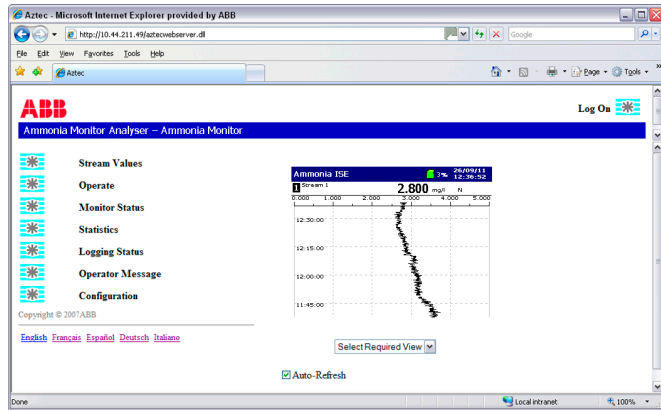 Aztec - Microsoft Internet Explorer provided by ABB
http://10.44.211.49/aztecwebserver.dl
Google
File Edit View Favorites Tools Help
Aztec
Page Tools
ABB
Log On
Ammonia Monitor Analyser – Ammonia Monitor
Stream Values
Operate
Monitor Status
Statistics
Logging Status
Operator Message
Configuration
Copyright © 2007ABB
English Français Español Deutsch Italiano
Ammonia ISE 3% 26/09/11
12:36:52
1 Stream 1 2.800 mg/l N
0.000 1.000 2.000 3.000 4.000 5.000
12:30:00
12:15:00
12:00:00
11:45:00
Select Required View
Auto-Refresh
Done Local intranet 100%